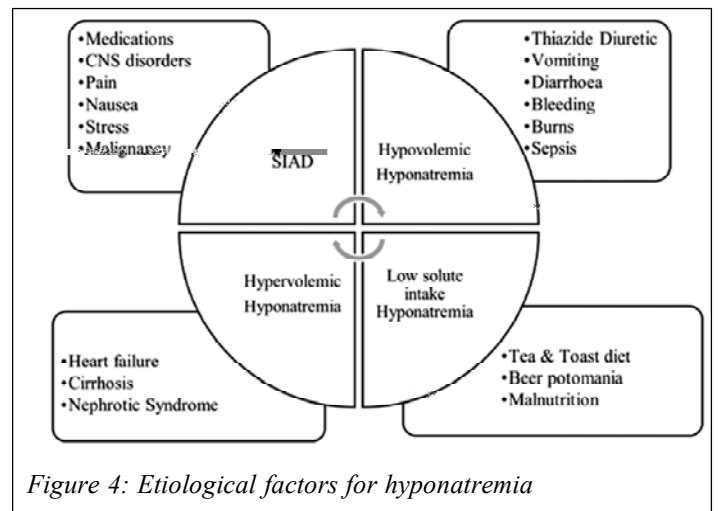 •Medications
•CNS disorders
•Pain
•Nausea
•Stress
•Malignancy
•Thiazide Diuretic
•Vomiting
•Diarrhoea
•Bleeding
•Burns
•Sepsis
SIAD
Hypovolemic
Hyponatremia
Hypervolemic
Hyponatremia
Low solute
intake
Hyponatremia
•Heart failure
•Cirrhosis
•Nephrotic Syndrome
•Tea & Toast diet
•Beer potomania
•Malnutrition
Figure 4: Etiological factors for hyponatremia